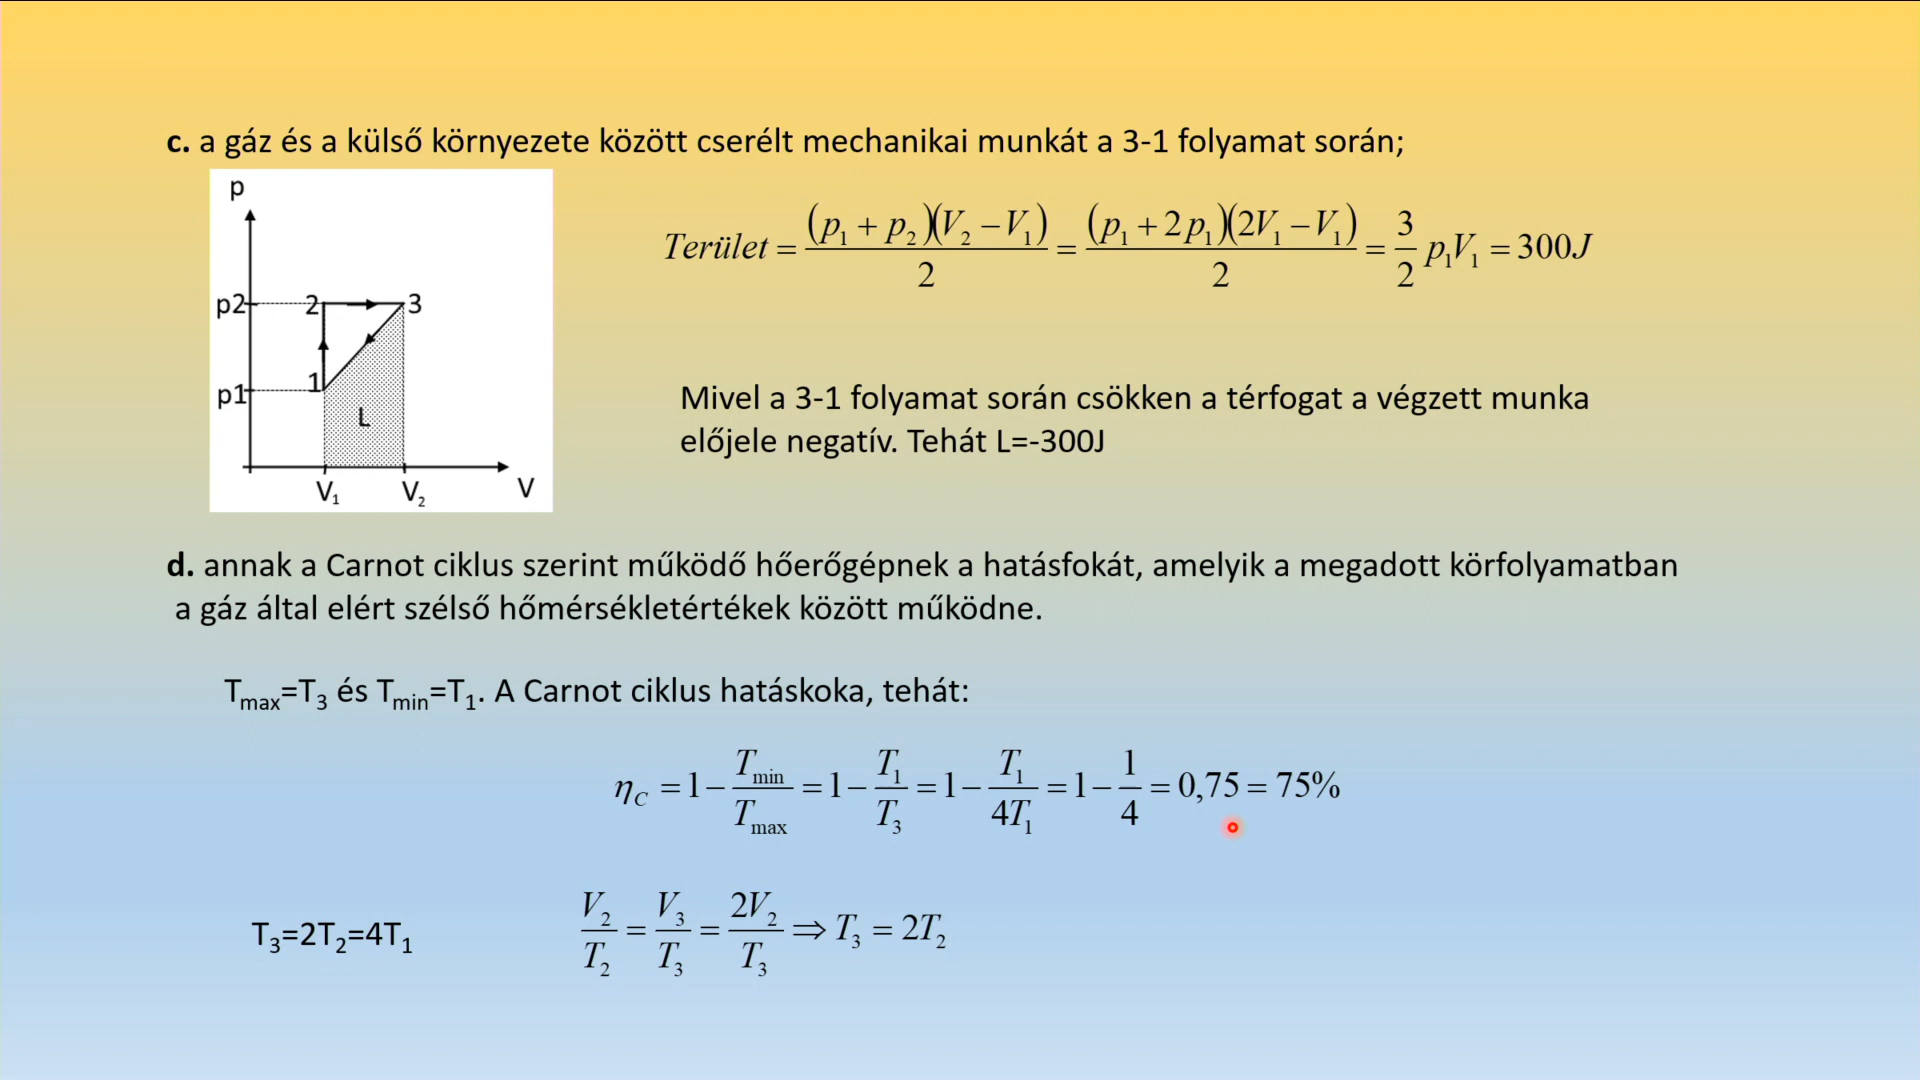 c. a gáz és a külső környezete között cserélt mechanikai munkát a 3-1 folyamat során;
p
p2
2
3
p1
1
L
V₁
V₂
V
Terület = (p₁ + p₂)(V₂ − V₁)/2 = (p₁ + 2p₁)(2V₁ − V₁)/2 = 3/2 p₁V₁ = 300J
Mivel a 3-1 folyamat során csökken a térfogat a végzett munka
előjele negatív. Tehát L=-300J
d. annak a Carnot ciklus szerint működő hőerőgépnek a hatásfokát, amelyik a megadott körfolyamatban
a gáz által elért szélső hőmérsékletértékek között működne.
Tmax=T₃ és Tmin=T₁. A Carnot ciklus hatáskoka, tehát:
ηC = 1 − Tmin/Tmax = 1 − T₁/T₃ = 1 − T₁/4T₁ = 1 − 1/4 = 0,75 = 75%
T₃=2T₂=4T₁
V₂/T₂ = V₃/T₃ = 2V₂/T₃ ⇒ T₃ = 2T₂